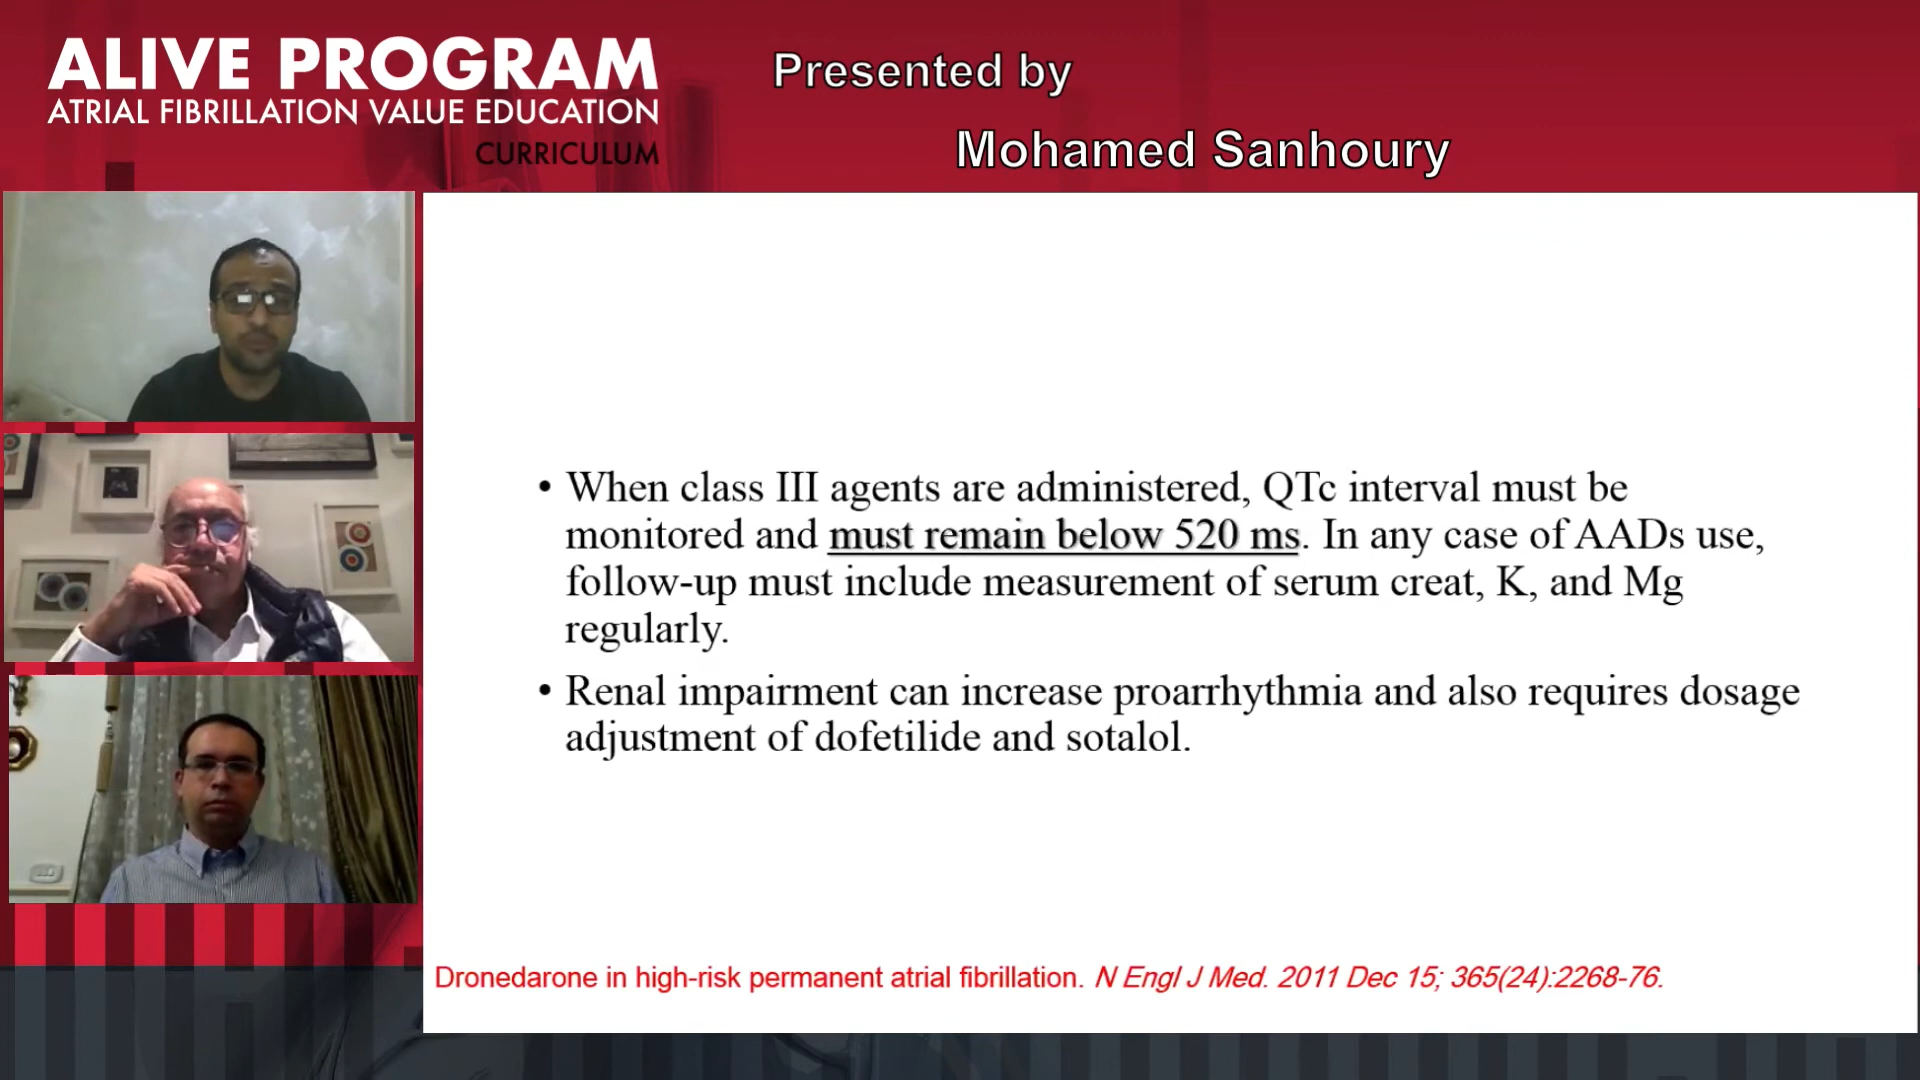 ALIVE PROGRAM
ATRIAL FIBRILLATION VALUE EDUCATION
CURRICULUM
Presented by
Mohamed Sanhoury
• When class III agents are administered, QTc interval must be
monitored and must remain below 520 ms. In any case of AADs use,
follow-up must include measurement of serum creat, K, and Mg
regularly.
• Renal impairment can increase proarrhythmia and also requires dosage
adjustment of dofetilide and sotalol.
Dronedarone in high-risk permanent atrial fibrillation. N Engl J Med. 2011 Dec 15; 365(24):2268-76.